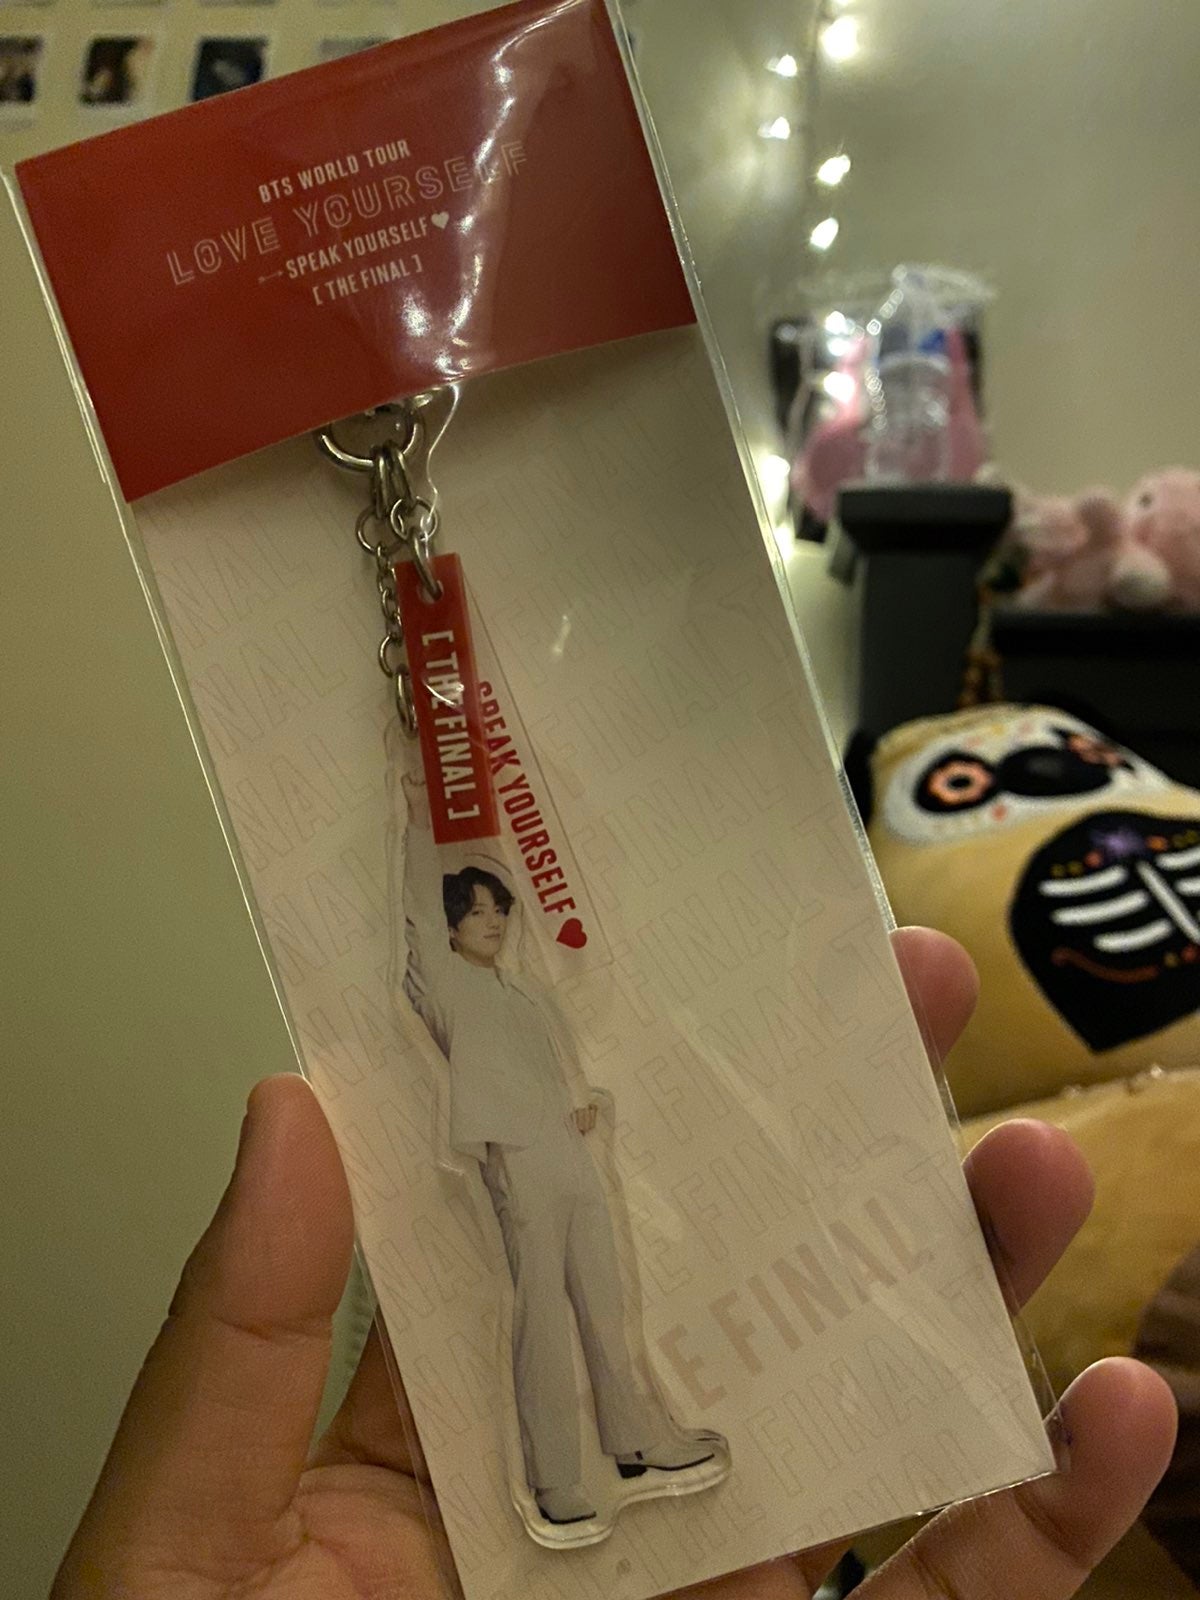 BTS WORLD TOUR
LOVE YOURSELF
SPEAK YOURSELF♥
[THE FINAL]
[THE FINAL]
SPEAK YOURSELF♥
THE FINAL